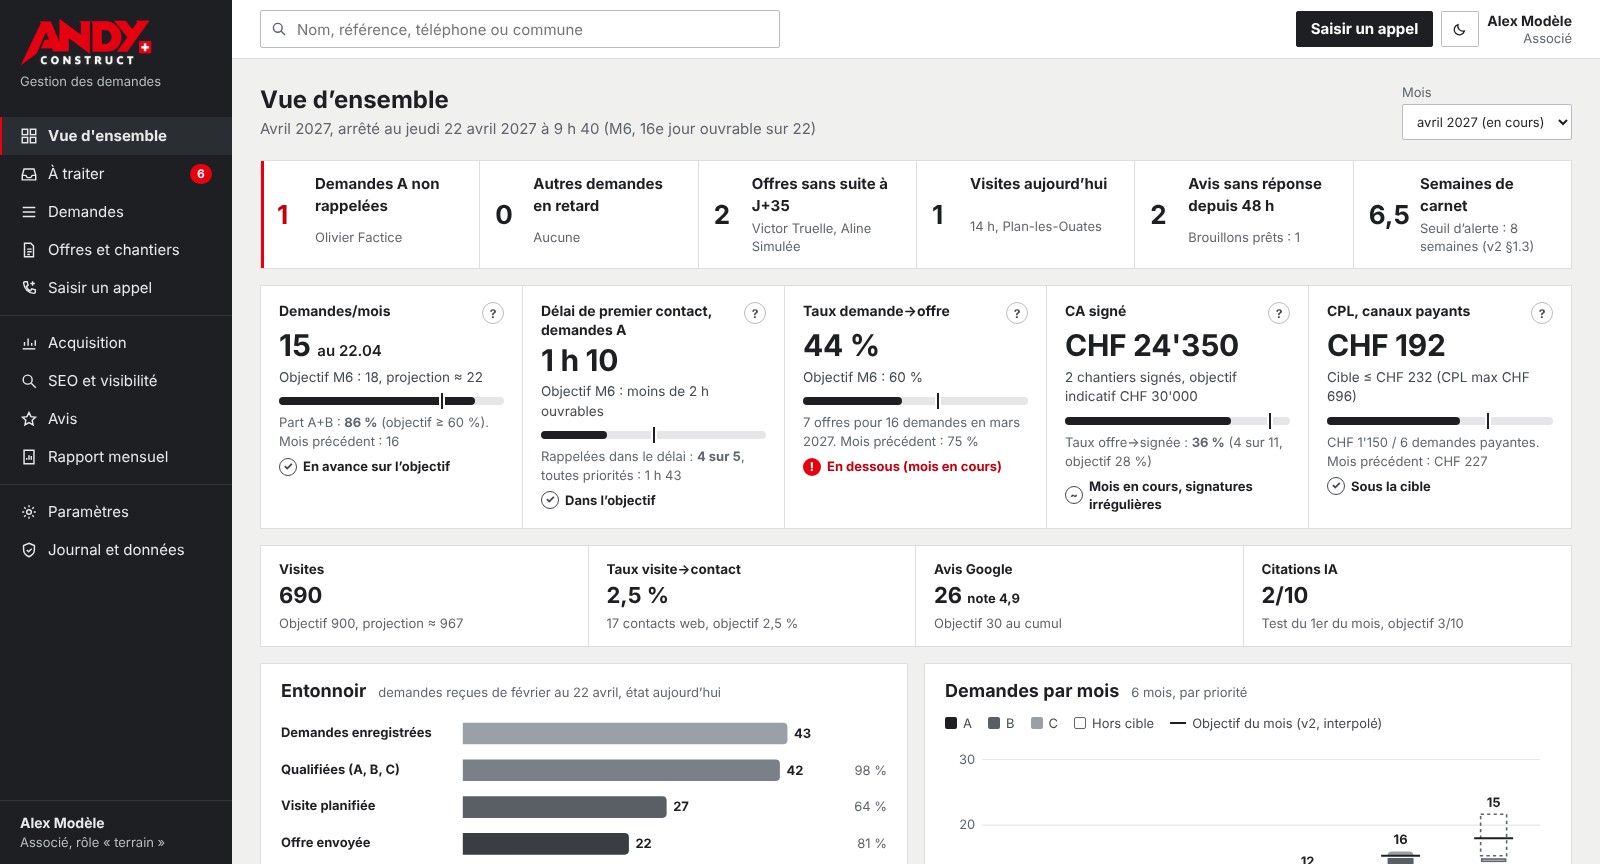 ANDY
CONSTRUCT
Gestion des demandes
Vue d'ensemble
À traiter
6
Demandes
Offres et chantiers
Saisir un appel
Acquisition
SEO et visibilité
Avis
Rapport mensuel
Paramètres
Journal et données
Alex Modèle
Associé, rôle « terrain »
Nom, référence, téléphone ou commune
Saisir un appel
Alex Modèle
Associé
Vue d’ensemble
Avril 2027, arrêté au jeudi 22 avril 2027 à 9 h 40 (M6, 16e jour ouvrable sur 22)
Mois
avril 2027 (en cours)
1
Demandes A non
rappelées
Olivier Factice
0
Autres demandes
en retard
Aucune
2
Offres sans suite à
J+35
Victor Truelle, Aline
Simulée
1
Visites aujourd’hui
14 h, Plan-les-Ouates
2
Avis sans réponse
depuis 48 h
Brouillons prêts : 1
6,5
Semaines de
carnet
Seuil d’alerte : 8
semaines (v2 §1.3)
Demandes/mois
?
15 au 22.04
Objectif M6 : 18, projection ≈ 22
Part A+B : 86 % (objectif ≥ 60 %).
Mois précédent : 16
En avance sur l’objectif
Délai de premier contact,
demandes A
?
1 h 10
Objectif M6 : moins de 2 h
ouvrables
Rappelées dans le délai : 4 sur 5,
toutes priorités : 1 h 43
Dans l’objectif
Taux demande→offre
?
44 %
Objectif M6 : 60 %
7 offres pour 16 demandes en mars
2027. Mois précédent : 75 %
! En dessous (mois en cours)
CA signé
?
CHF 24'350
2 chantiers signés, objectif
indicatif CHF 30'000
Taux offre→signée : 36 % (4 sur 11,
objectif 28 %)
~ Mois en cours, signatures
irrégulières
CPL, canaux payants
?
CHF 192
Cible ≤ CHF 232 (CPL max CHF
696)
CHF 1'150 / 6 demandes payantes.
Mois précédent : CHF 227
Sous la cible
Visites
690
Objectif 900, projection ≈ 967
Taux visite→contact
2,5 %
17 contacts web, objectif 2,5 %
Avis Google
26 note 4,9
Objectif 30 au cumul
Citations IA
2/10
Test du 1er du mois, objectif 3/10
Entonnoir demandes reçues de février au 22 avril, état aujourd’hui
Demandes enregistrées 43
Qualifiées (A, B, C) 42 98 %
Visite planifiée 27 64 %
Offre envoyée 22 81 %
Demandes par mois 6 mois, par priorité
A B C Hors cible Objectif du mois (v2, interpolé)
30
15
20
16
12